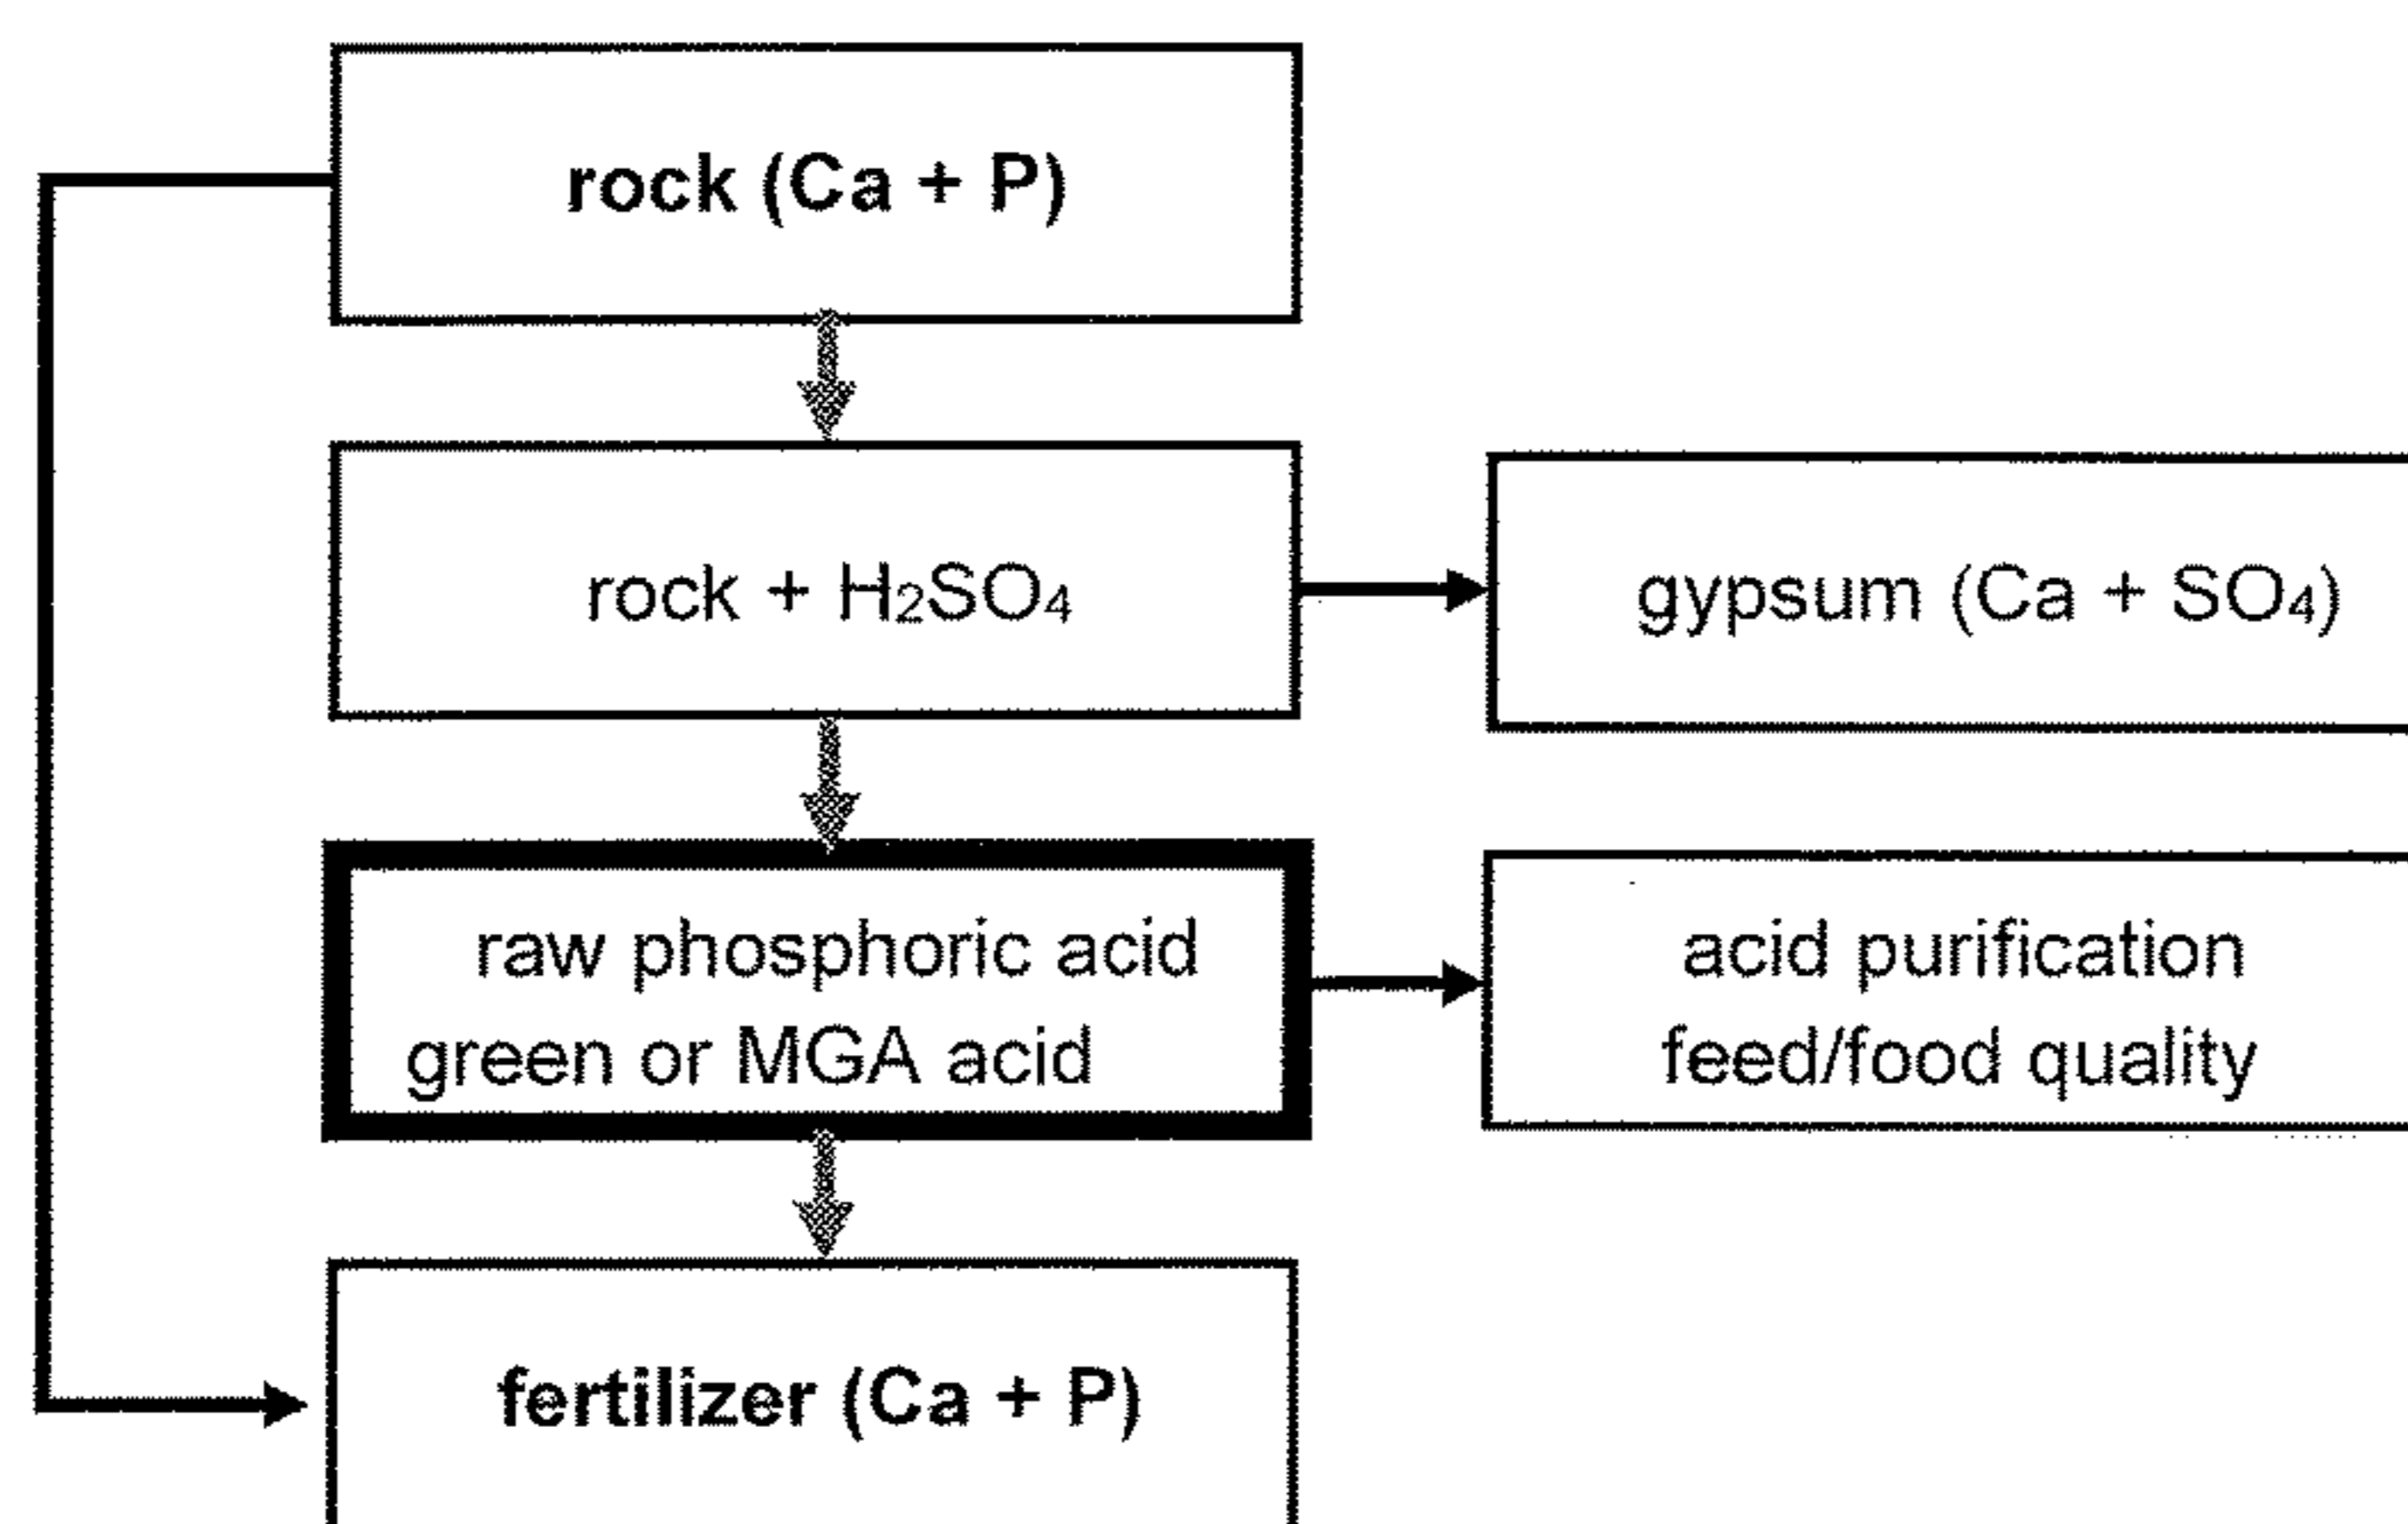 rock (Ca + P)
rock + H₂SO₄
gypsum (Ca + SO₄)
raw phosphoric acid
green or MGA acid
acid purification
feed/food quality
fertilizer (Ca + P)